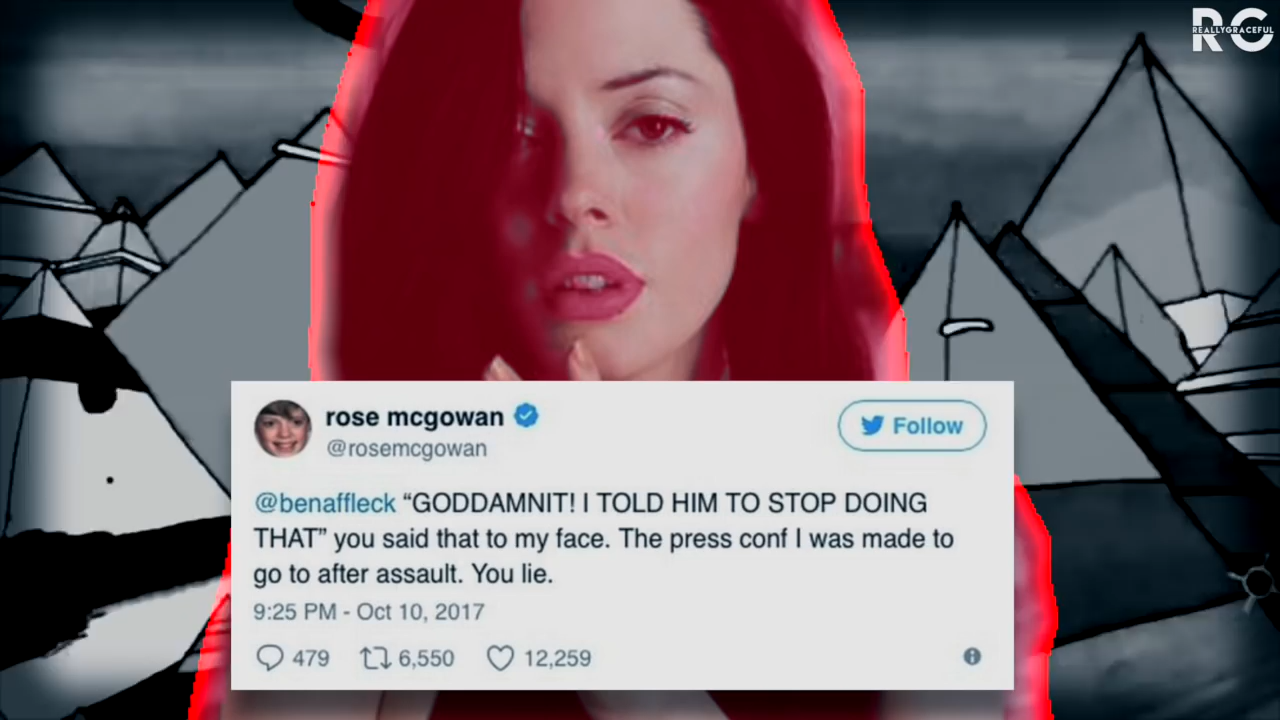 RC
REALLYGRACEFUL
rose mcgowan
@rosemcgowan
Follow
@benaffleck “GODDAMNIT! I TOLD HIM TO STOP DOING
THAT” you said that to my face. The press conf I was made to
go to after assault. You lie.
9:25 PM - Oct 10, 2017
479 6,550 12,259